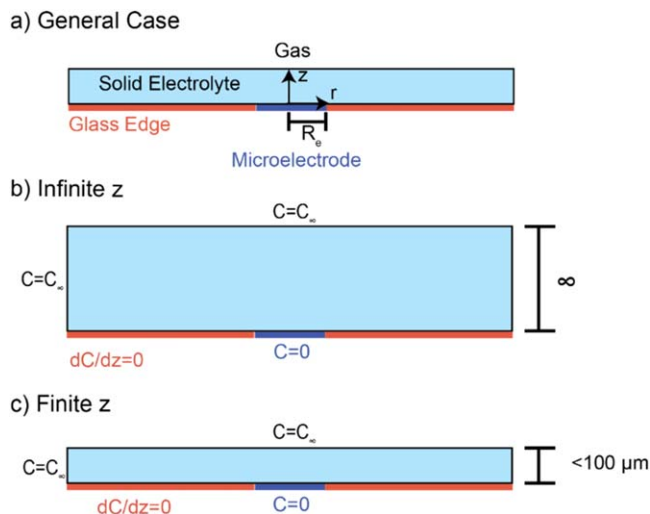 a) General Case
Gas
z
Solid Electrolyte
r
Glass Edge
Rₑ
Microelectrode
b) Infinite z
C=C∞
C=C∞
∞
dC/dz=0
C=0
c) Finite z
C=C∞
C=C∞
<100 μm
dC/dz=0
C=0